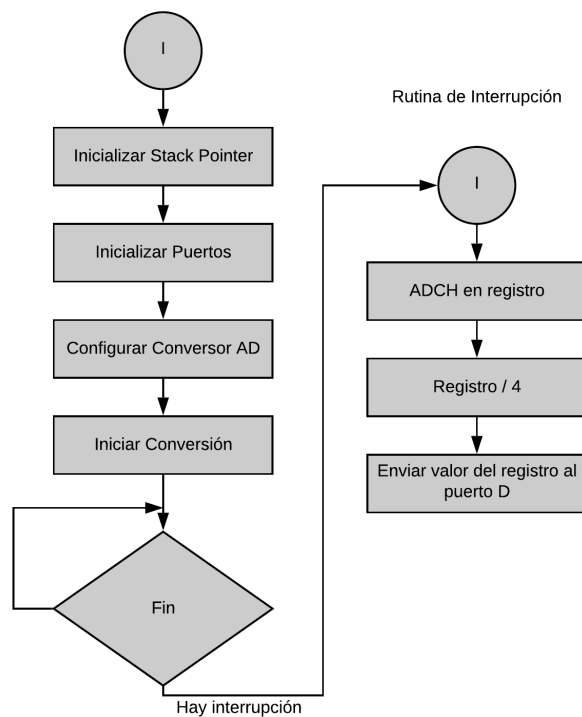 I
Inicializar Stack Pointer
Inicializar Puertos
Configurar Conversor AD
Iniciar Conversión
Fin
Hay interrupción
Rutina de Interrupción
I
ADCH en registro
Registro / 4
Enviar valor del registro al
puerto D